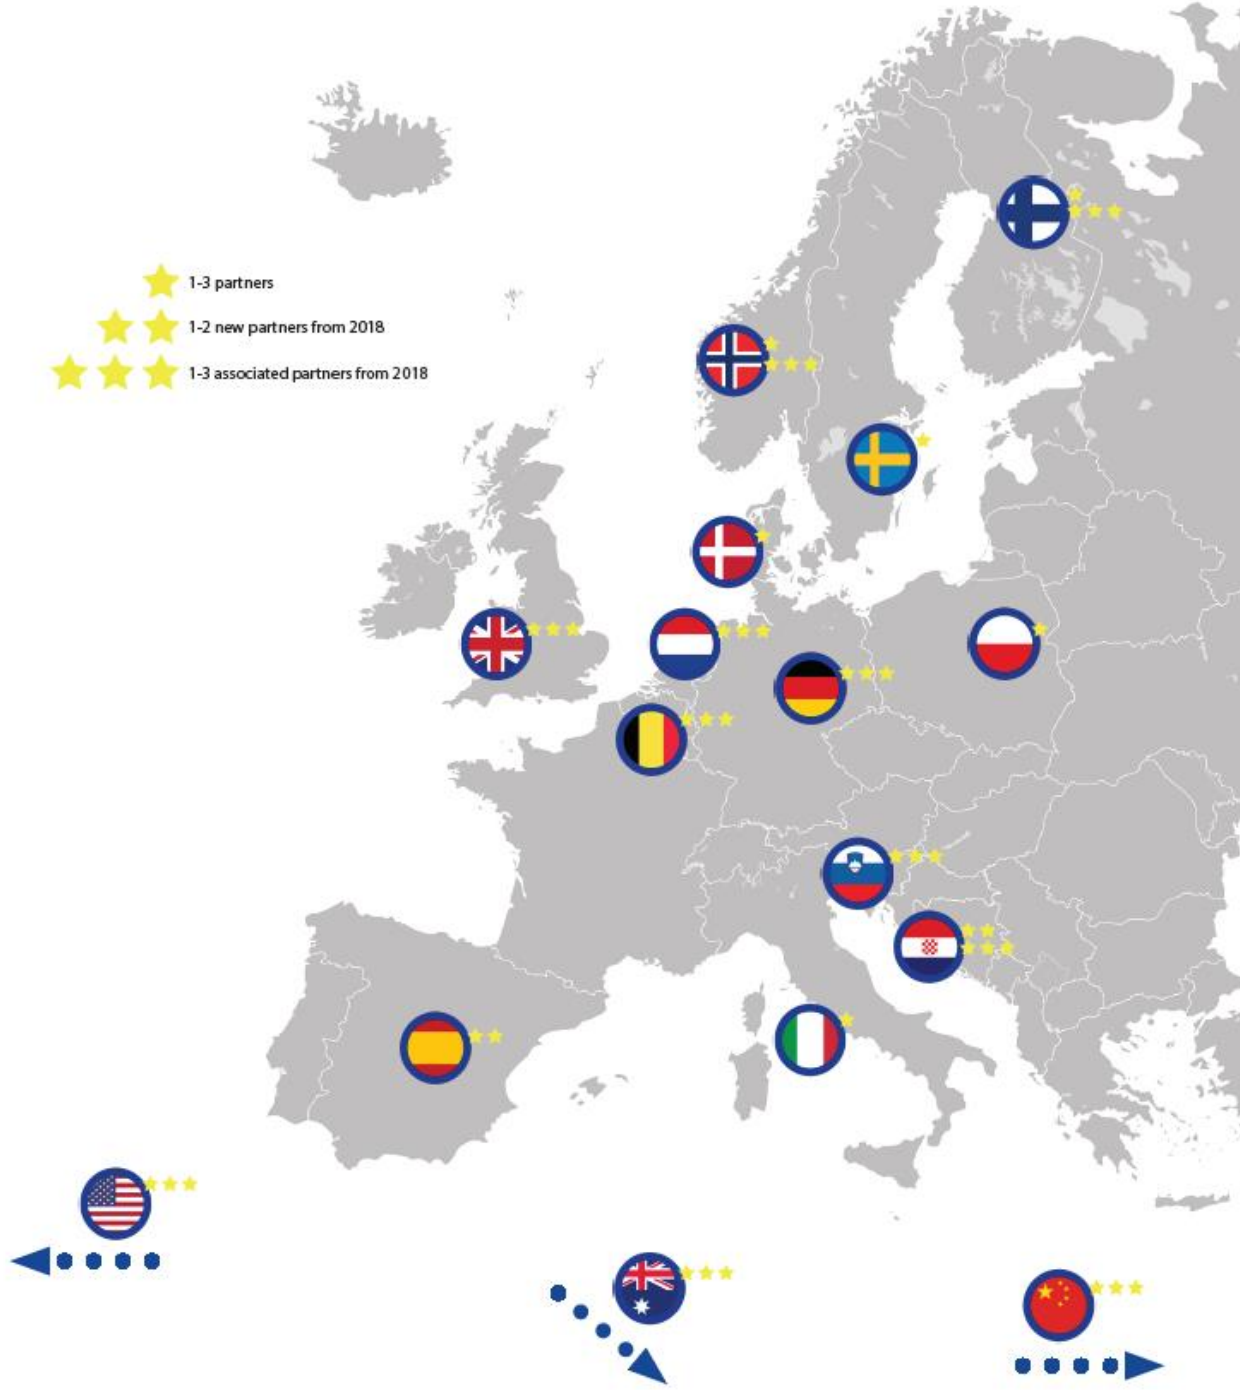 1-3 partners
1-2 new partners from 2018
1-3 associated partners from 2018